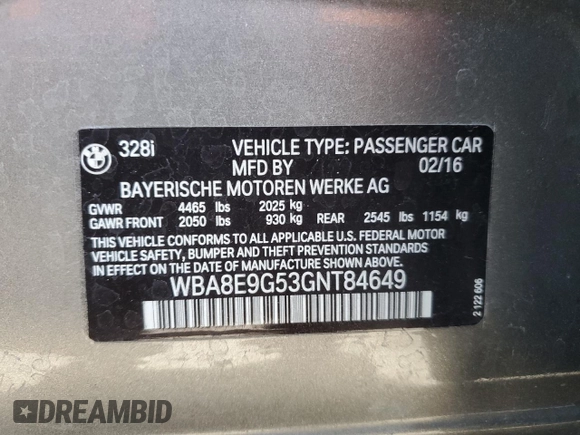 328i VEHICLE TYPE: PASSENGER CAR
MFD BY 02/16
BAYERISCHE MOTOREN WERKE AG
GVWR 4465 lbs 2025 kg
GAWR FRONT 2050 lbs 930 kg REAR 2545 lbs 1154 kg
THIS VEHICLE CONFORMS TO ALL APPLICABLE U.S. FEDERAL MOTOR
VEHICLE SAFETY, BUMPER AND THEFT PREVENTION STANDARDS
IN EFFECT ON THE DATE OF MANUFACTURE SHOWN ABOVE.
WBA8E9G53GNT84649
2 122 606
DREAMBID